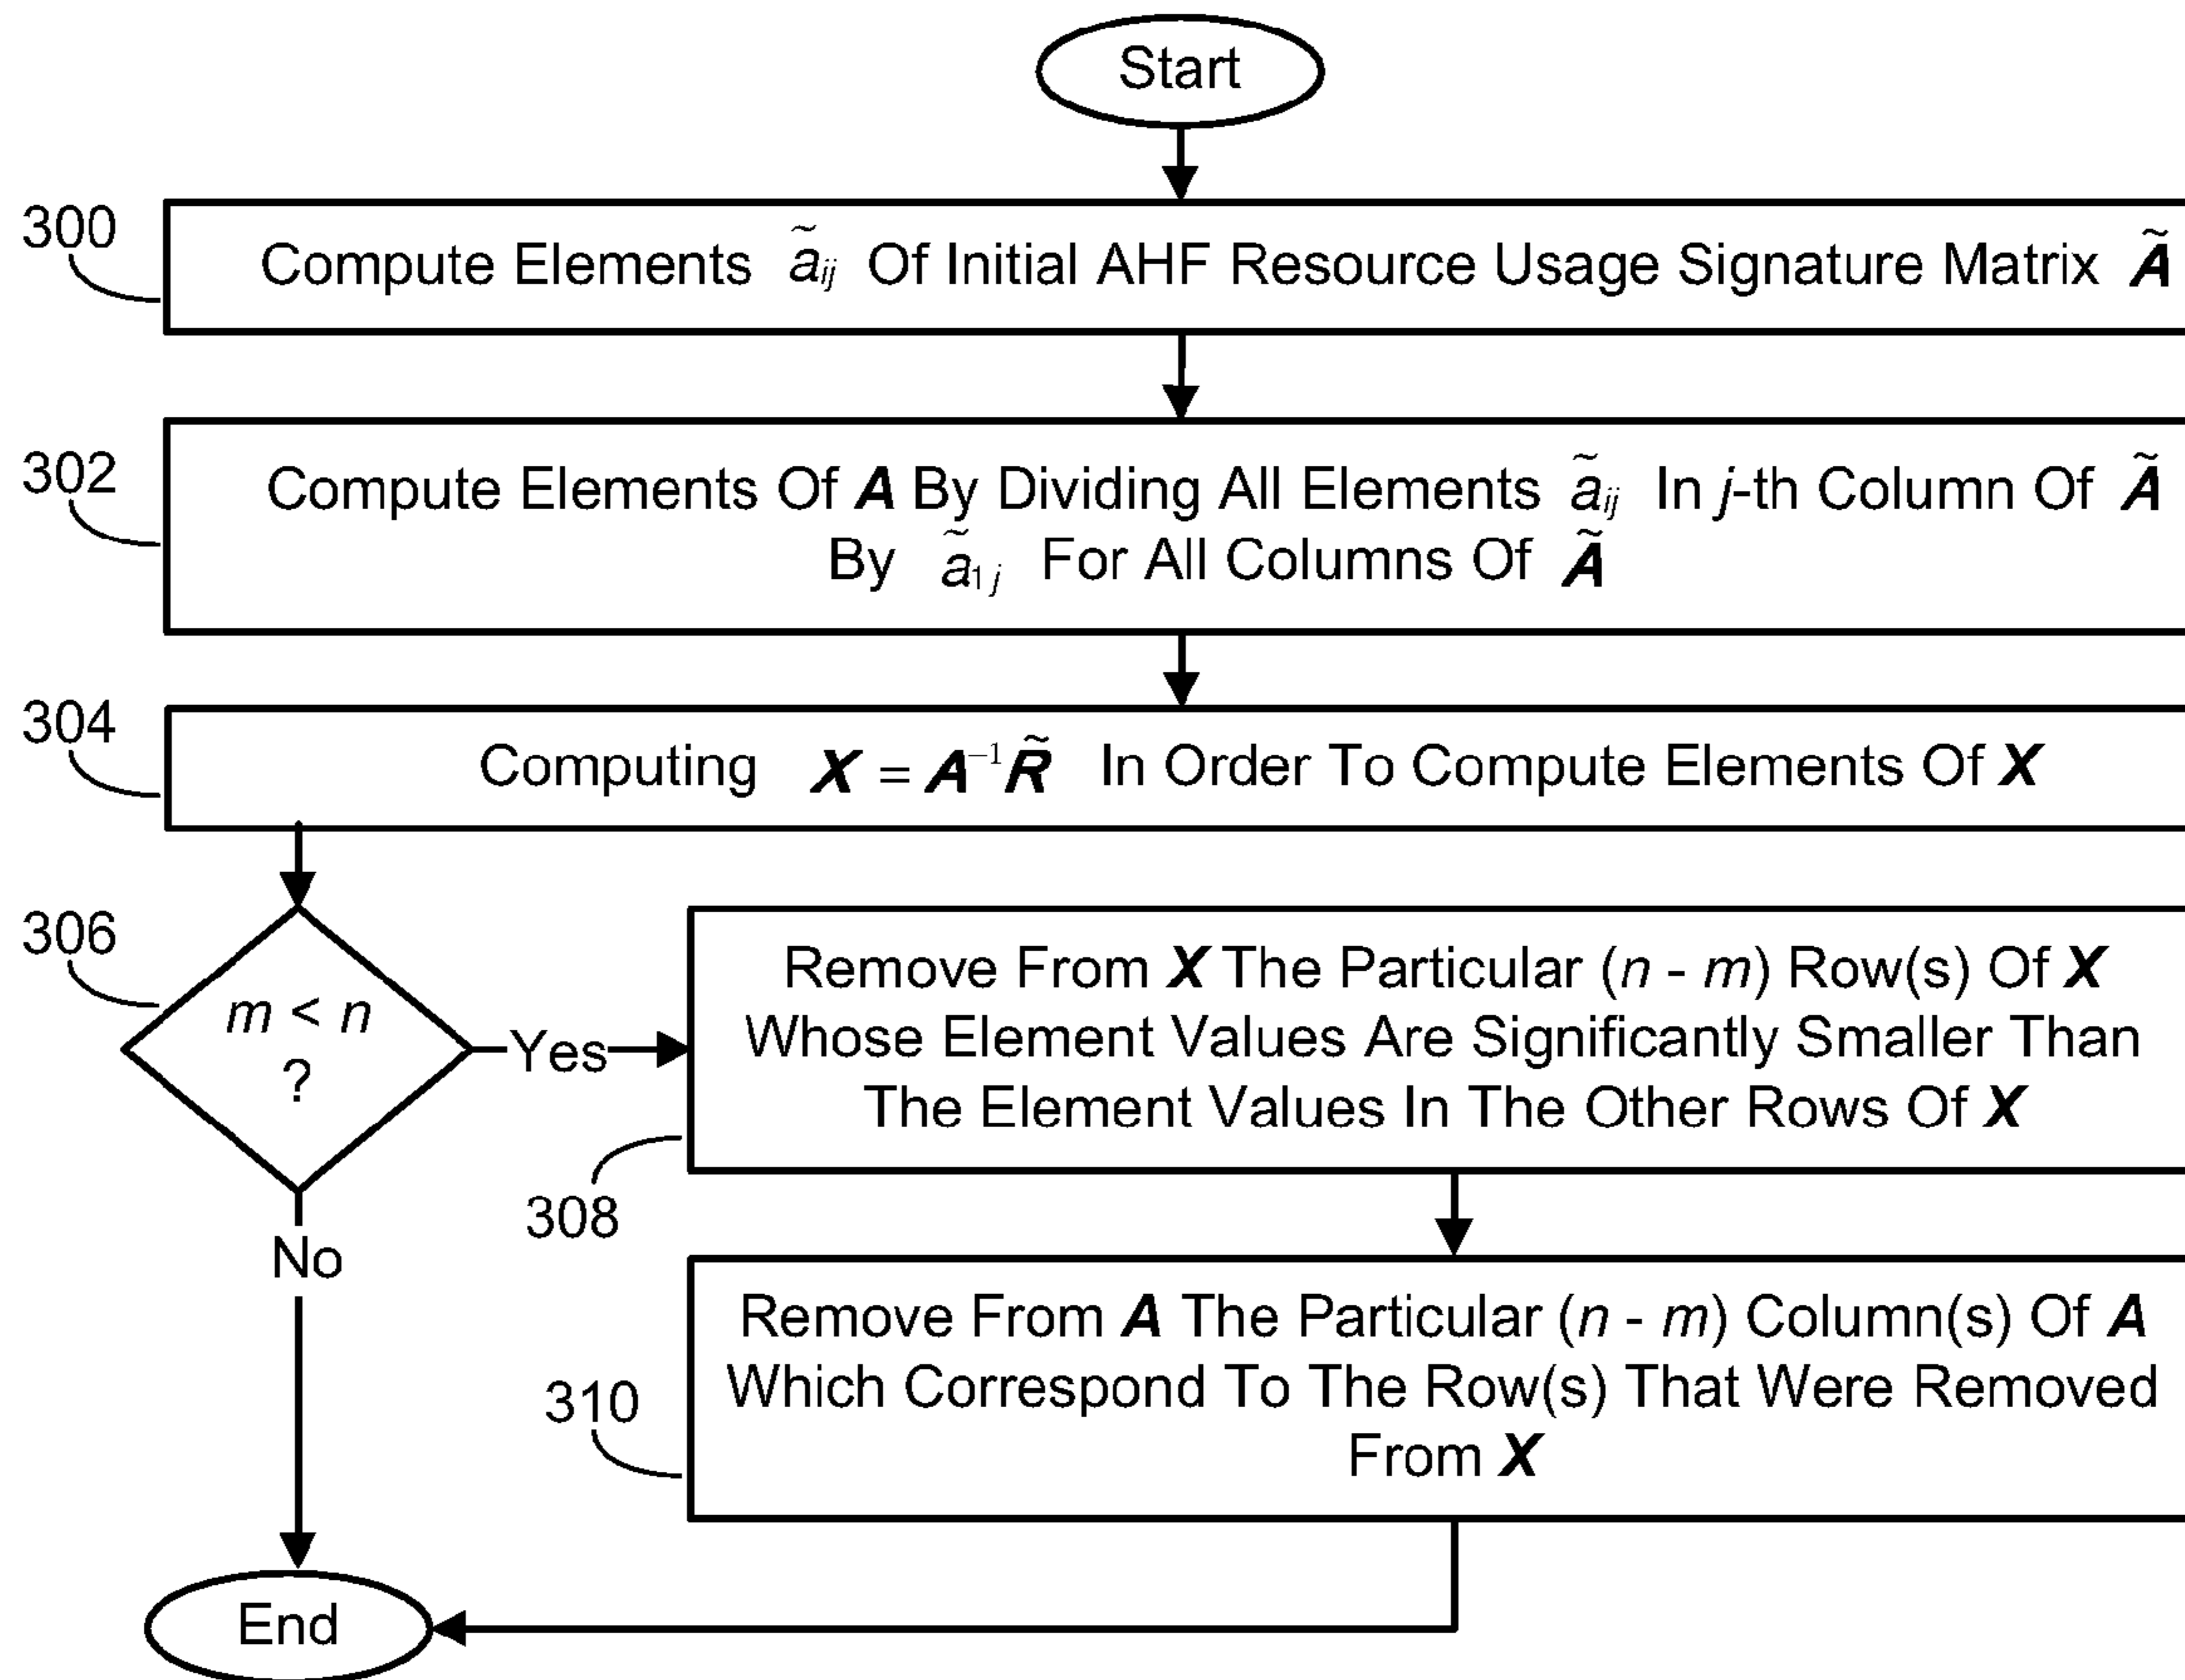 Start
300
Compute Elements ãij Of Initial AHF Resource Usage Signature Matrix Ã
302
Compute Elements Of A By Dividing All Elements ãij In j-th Column Of Ã
By ã1j For All Columns Of Ã
304
Computing X = A⁻¹R̃ In Order To Compute Elements Of X
306
m < n
?
Yes
No
Remove From X The Particular (n - m) Row(s) Of X
Whose Element Values Are Significantly Smaller Than
The Element Values In The Other Rows Of X
308
Remove From A The Particular (n - m) Column(s) Of A
Which Correspond To The Row(s) That Were Removed
From X
310
End